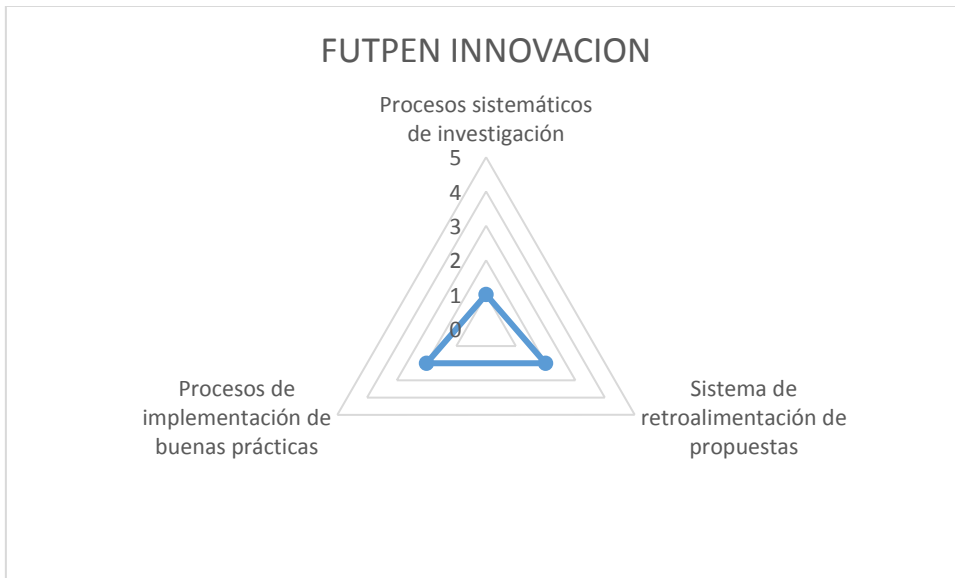 FUTPEN INNOVACION
Procesos sistemáticos
de investigación
5
4
3
2
1
0
Procesos de
implementación de
buenas prácticas
Sistema de
retroalimentación de
propuestas